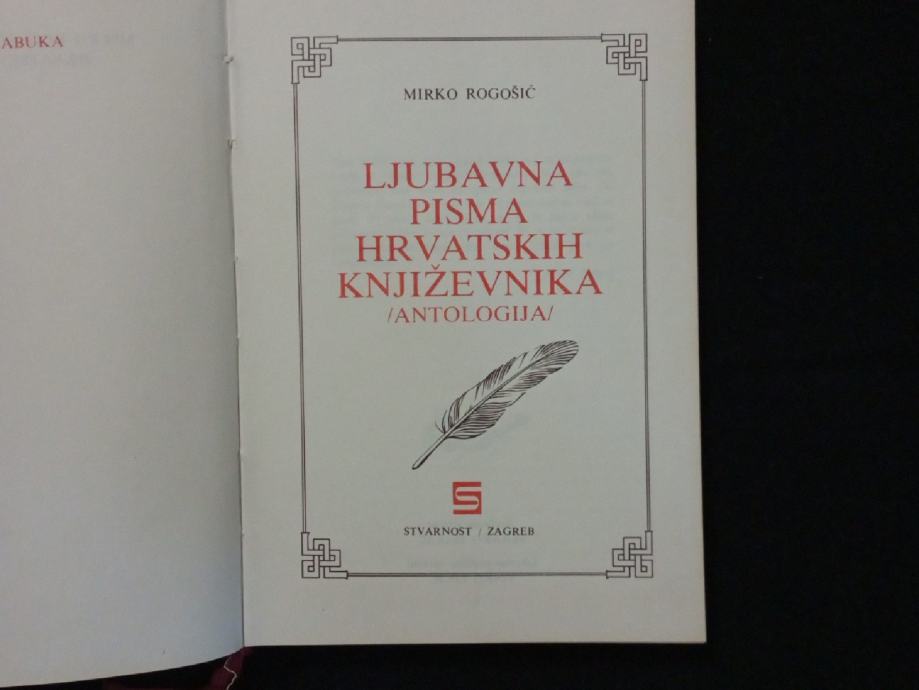 ABUKA
MIRKO ROGOŠIĆ
LJUBAVNA
PISMA
HRVATSKIH
KNJIŽEVNIKA
/ANTOLOGIJA/
S
STVARNOST / ZAGREB